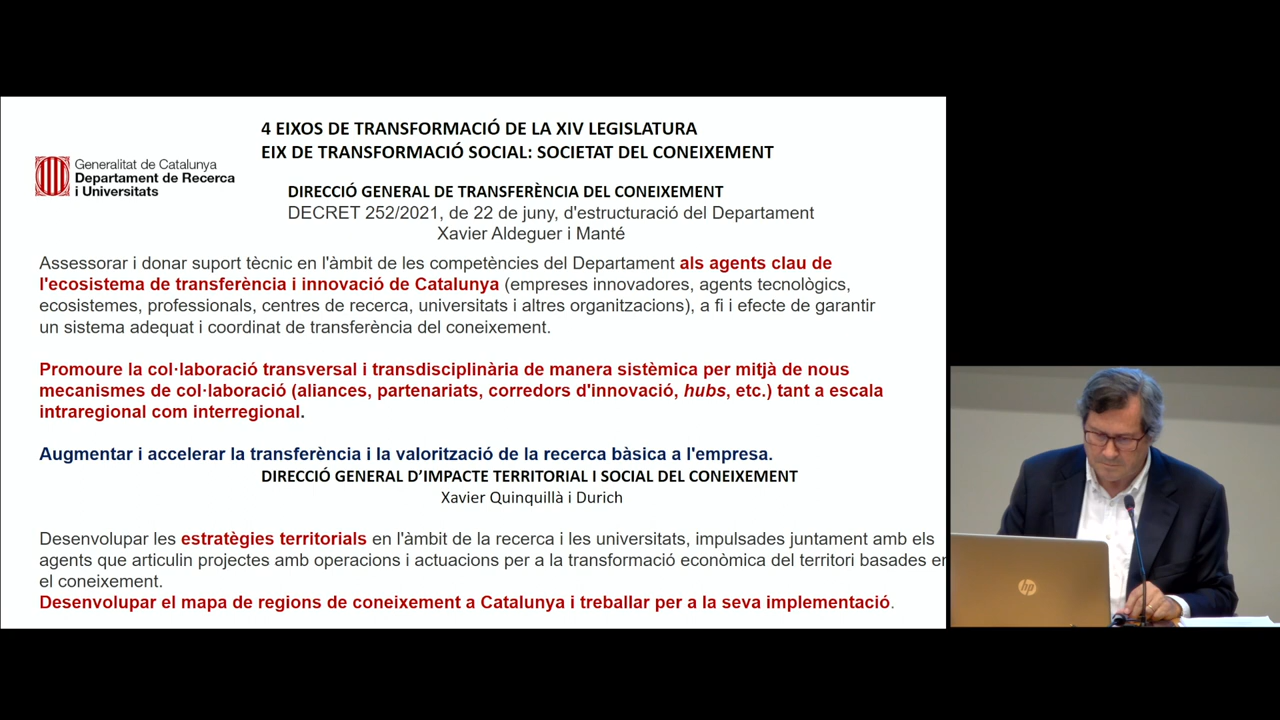 4 EIXOS DE TRANSFORMACIÓ DE LA XIV LEGISLATURA
EIX DE TRANSFORMACIÓ SOCIAL: SOCIETAT DEL CONEIXEMENT
Generalitat de Catalunya
Departament de Recerca
i Universitats
DIRECCIÓ GENERAL DE TRANSFERÈNCIA DEL CONEIXEMENT
DECRET 252/2021, de 22 de juny, d'estructuració del Departament
Xavier Aldeguer i Manté
Assessorar i donar suport tècnic en l'àmbit de les competències del Departament als agents clau de
l'ecosistema de transferència i innovació de Catalunya (empreses innovadores, agents tecnològics,
ecosistemes, professionals, centres de recerca, universitats i altres organitzacions), a fi i efecte de garantir
un sistema adequat i coordinat de transferència del coneixement.
Promoure la col·laboració transversal i transdisciplinària de manera sistèmica per mitjà de nous
mecanismes de col·laboració (aliances, partenariats, corredors d'innovació, hubs, etc.) tant a escala
intraregional com interregional.
Augmentar i accelerar la transferència i la valorització de la recerca bàsica a l'empresa.
DIRECCIÓ GENERAL D'IMPACTE TERRITORIAL I SOCIAL DEL CONEIXEMENT
Xavier Quinquillà i Durich
Desenvolupar les estratègies territorials en l'àmbit de la recerca i les universitats, impulsades juntament amb els
agents que articulin projectes amb operacions i actuacions per a la transformació econòmica del territori basades en
el coneixement.
Desenvolupar el mapa de regions de coneixement a Catalunya i treballar per a la seva implementació.
hp